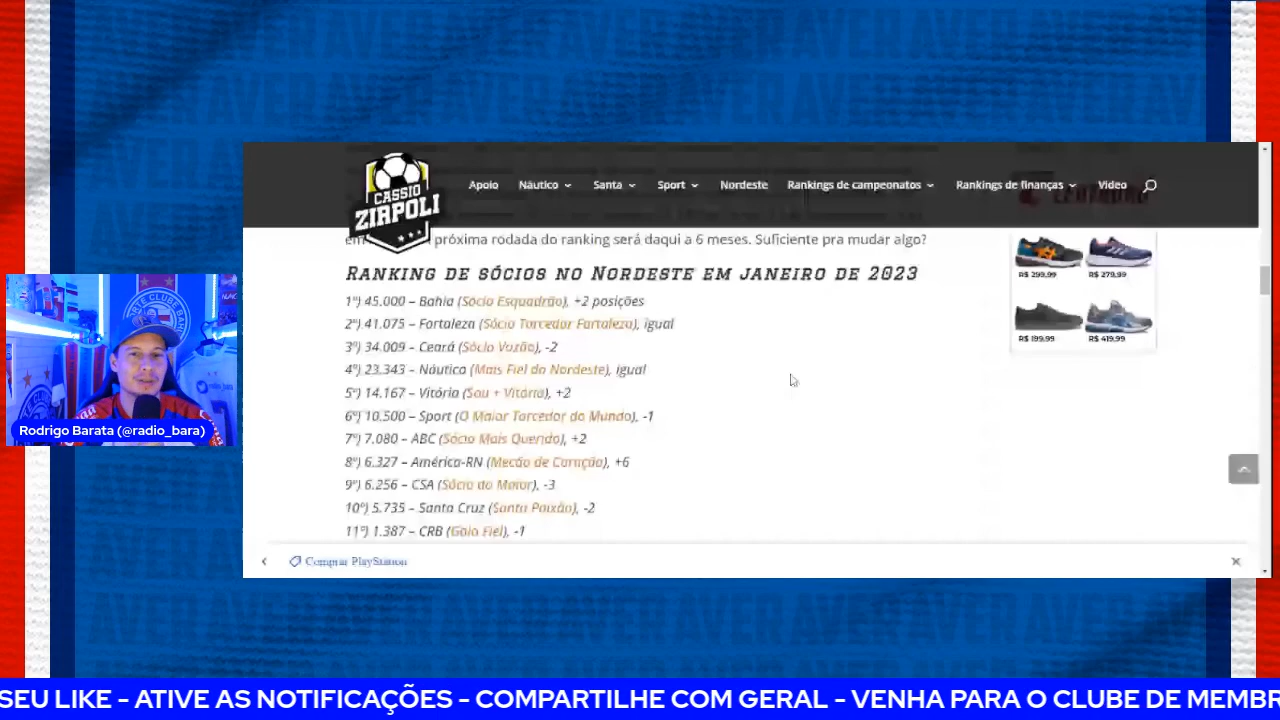 CASSIO
ZIRPOLI
Apoio Náutico Santa Sport Nordeste Rankings de campeonatos Rankings de finanças Video
próxima rodada do ranking será daqui a 6 meses. Suficiente pra mudar algo?
Ranking de sócios no Nordeste em janeiro de 2023
1º) 45.000 – Bahia (Sócio Esquadrão), +2 posições
2º) 41.075 – Fortaleza (Sócio Torcedor Fortaleza), igual
3º) 34.009 – Ceará (Sócio Vozão), -2
4º) 23.343 – Náutico (Mais Fiel do Nordeste), igual
5º) 14.167 – Vitória (Sou + Vitória), +2
6º) 10.500 – Sport (O Maior Torcedor do Mundo), -1
7º) 7.080 – ABC (Sócio Mais Querido), +2
8º) 6.327 – América-RN (Mecão de Coração), +6
9º) 6.256 – CSA (Sócio do Maior), -3
10º) 5.735 – Santa Cruz (Santa Paixão), -2
11º) 1.387 – CRB (Galo Fiel), -1
R$ 299,99 R$ 279,99
R$ 199,99 R$ 419,99
Comprar PlayStation
Rodrigo Barata (@radio_bara)
SEU LIKE - ATIVE AS NOTIFICAÇÕES - COMPARTILHE COM GERAL - VENHA PARA O CLUBE DE MEMBR